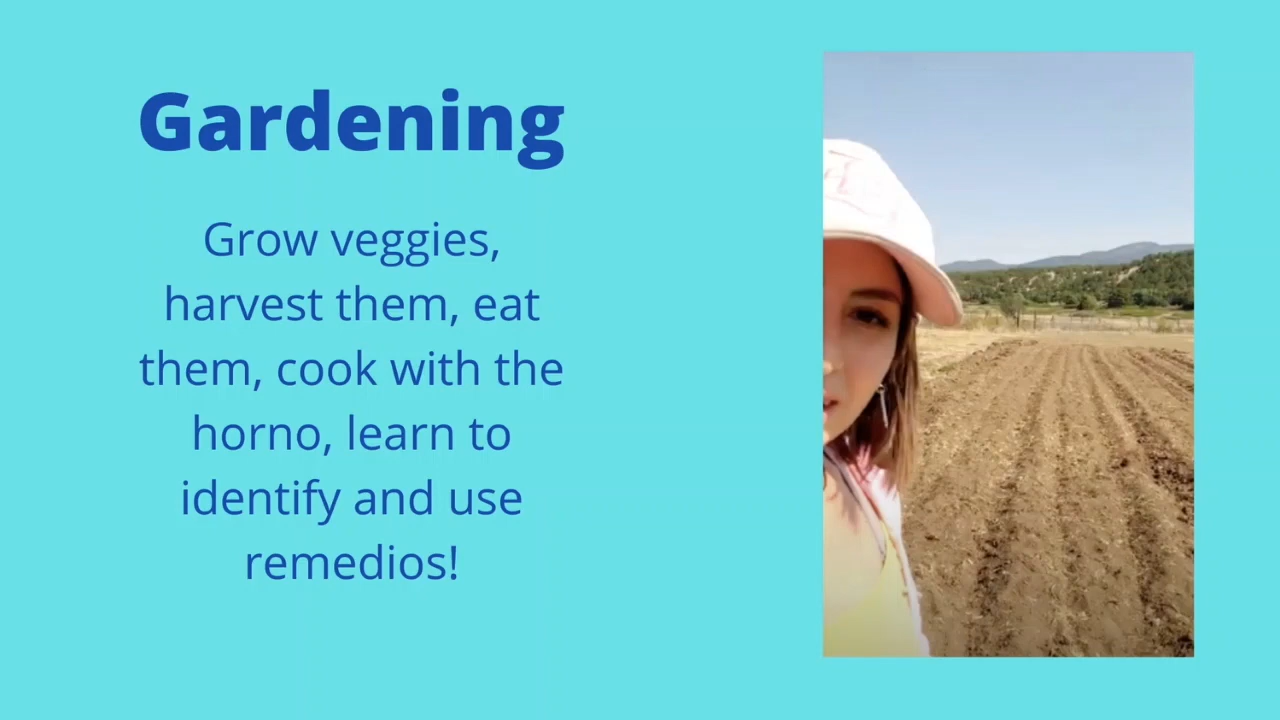 Gardening
Grow veggies,
harvest them, eat
them, cook with the
horno, learn to
identify and use
remedios!